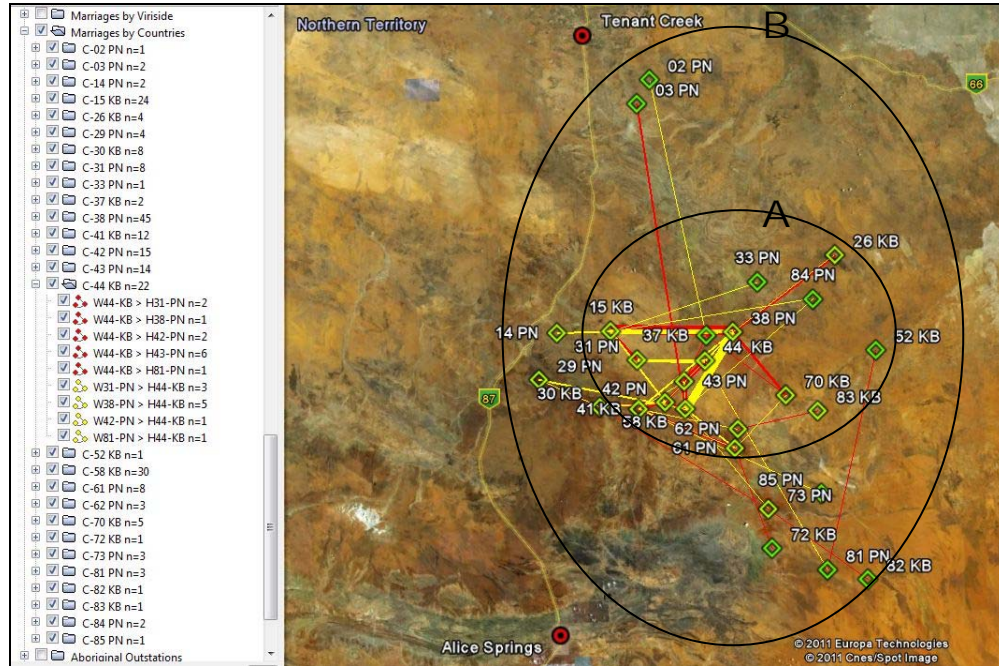 Marriages by Viriside
Marriages by Countries
C-02 PN n=1
C-03 PN n=2
C-14 PN n=2
C-15 KB n=24
C-26 KB n=4
C-29 PN n=4
C-30 KB n=8
C-31 PN n=8
C-33 PN n=1
C-37 KB n=2
C-38 PN n=45
C-41 KB n=12
C-42 PN n=15
C-43 PN n=14
C-44 KB n=22
W44-KB > H31-PN n=2
W44-KB > H38-PN n=1
W44-KB > H42-PN n=2
W44-KB > H43-PN n=6
W44-KB > H81-PN n=1
W31-PN > H44-KB n=3
W38-PN > H44-KB n=5
W42-PN > H44-KB n=1
W81-PN > H44-KB n=1
C-52 KB n=1
C-58 KB n=30
C-61 PN n=8
C-62 PN n=3
C-70 KB n=5
C-72 KB n=1
C-73 PN n=3
C-81 PN n=3
C-82 KB n=1
C-83 KB n=1
C-84 PN n=2
C-85 PN n=1
Aboriginal Outstations
Northern Territory
Tenant Creek
B
02 PN
03 PN
66
A
26 KB
33 PN
84 PN
15 KB
14 PN
37 KB
38 PN
52 KB
31 PN
44 KB
29 PN
43 PN
70 KB
30 KB
42 PN
83 KB
87
41 KB
58 KB
62 PN
61 PN
85 PN
73 PN
72 KB
81 PN
82 KB
Alice Springs
© 2011 Europa Technologies
© 2011 Cnes/Spot Image